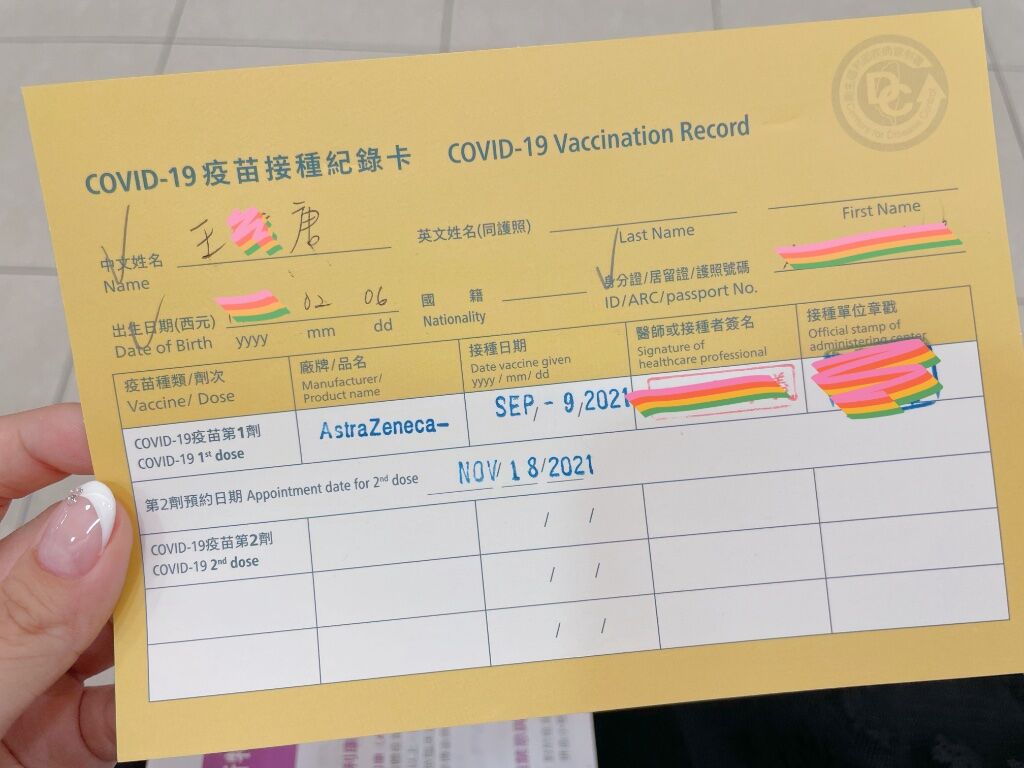 COVID-19 疫苗接種紀錄卡 COVID-19 Vaccination Record
中文姓名 王 唐 英文姓名(同護照)
Name Last Name First Name
出生日期(西元) 02 06 國 籍 身分證/居留證/護照號碼
Date of Birth yyyy mm dd Nationality ID/ARC/passport No.
疫苗種類/劑次 廠牌/品名 接種日期 醫師或接種者簽名 接種單位章戳
Vaccine/ Dose Manufacturer/ Date vaccine given Signature of Official stamp of
Product name yyyy / mm/ dd healthcare professional administering center
COVID-19疫苗第1劑 AstraZeneca- SEP/- 9/2021
COVID-19 1st dose
第2劑預約日期 Appointment date for 2nd dose NOV/ 18/2021
COVID-19疫苗第2劑 / /
COVID-19 2nd dose
/ /
/ /